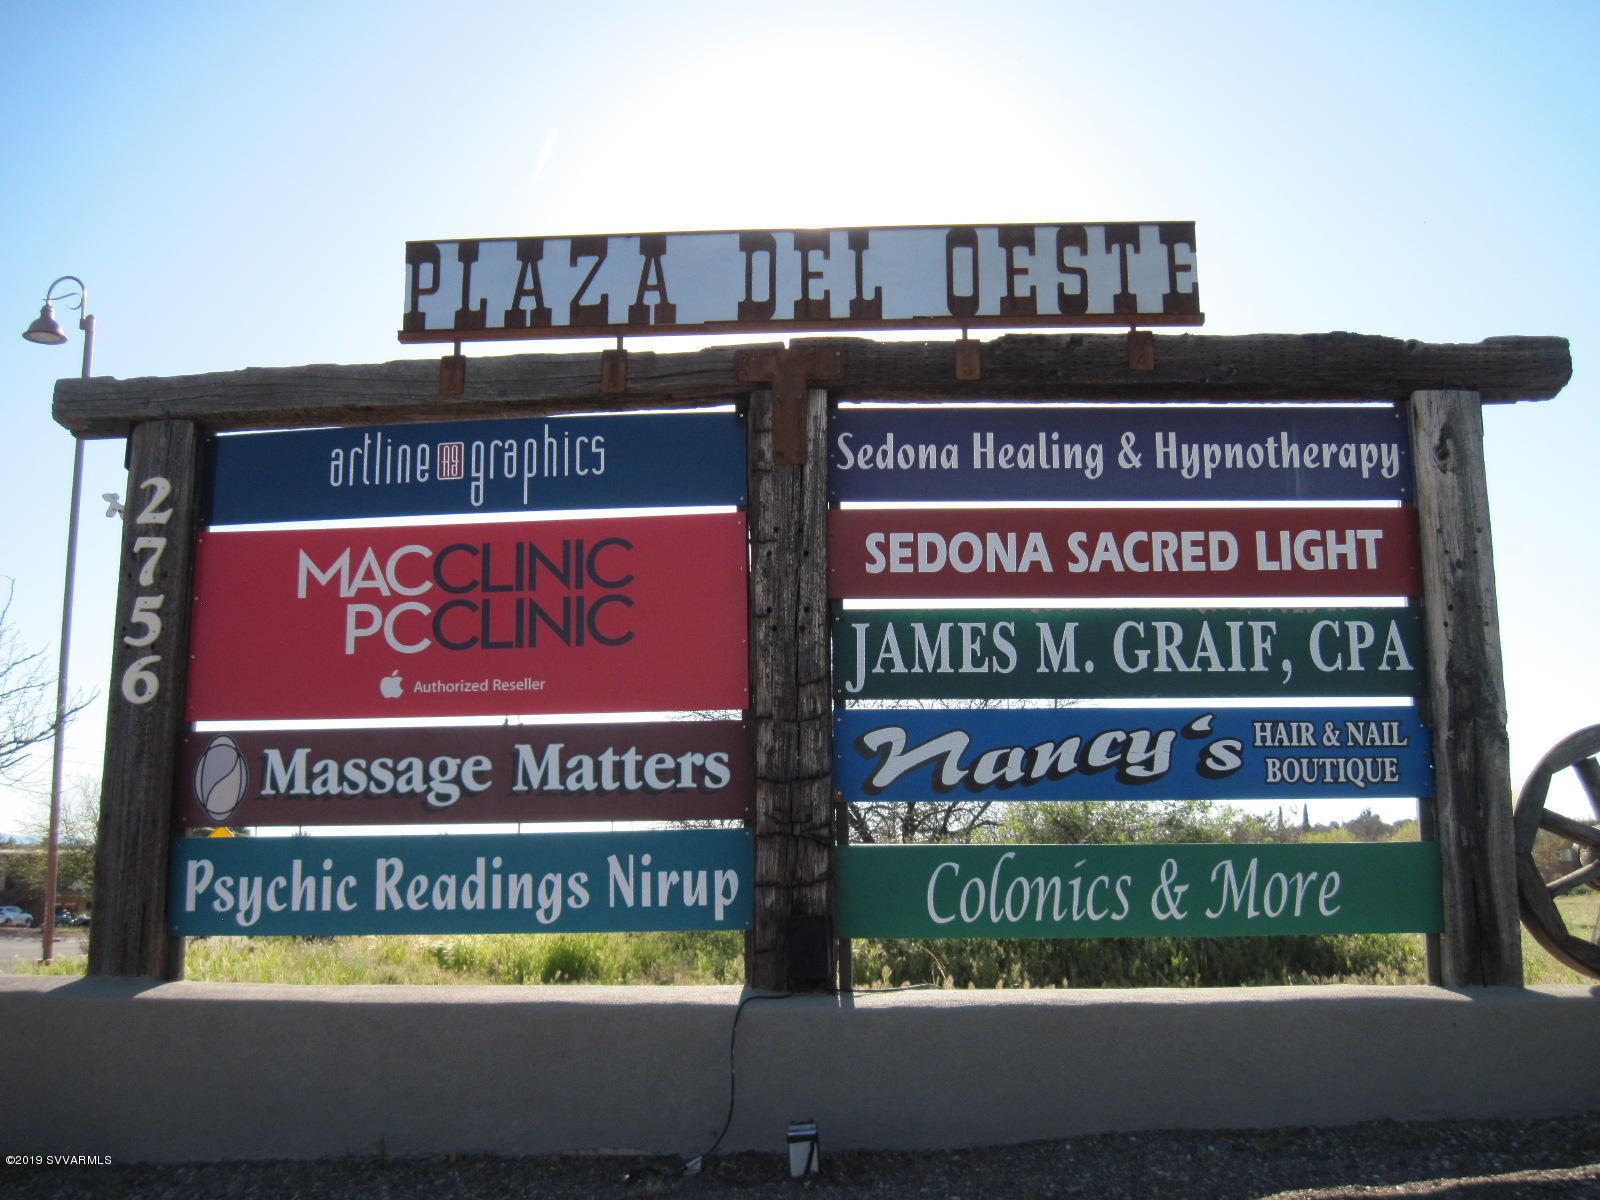 PLAZA DEL OESTE
2756
artline AG graphics
MACCLINIC
PCCLINIC
Authorized Reseller
Massage Matters
Psychic Readings Nirup
Sedona Healing & Hypnotherapy
SEDONA SACRED LIGHT
JAMES M. GRAIF, CPA
Nancy's HAIR & NAIL
BOUTIQUE
Colonics & More
©2019 SVVARMLS